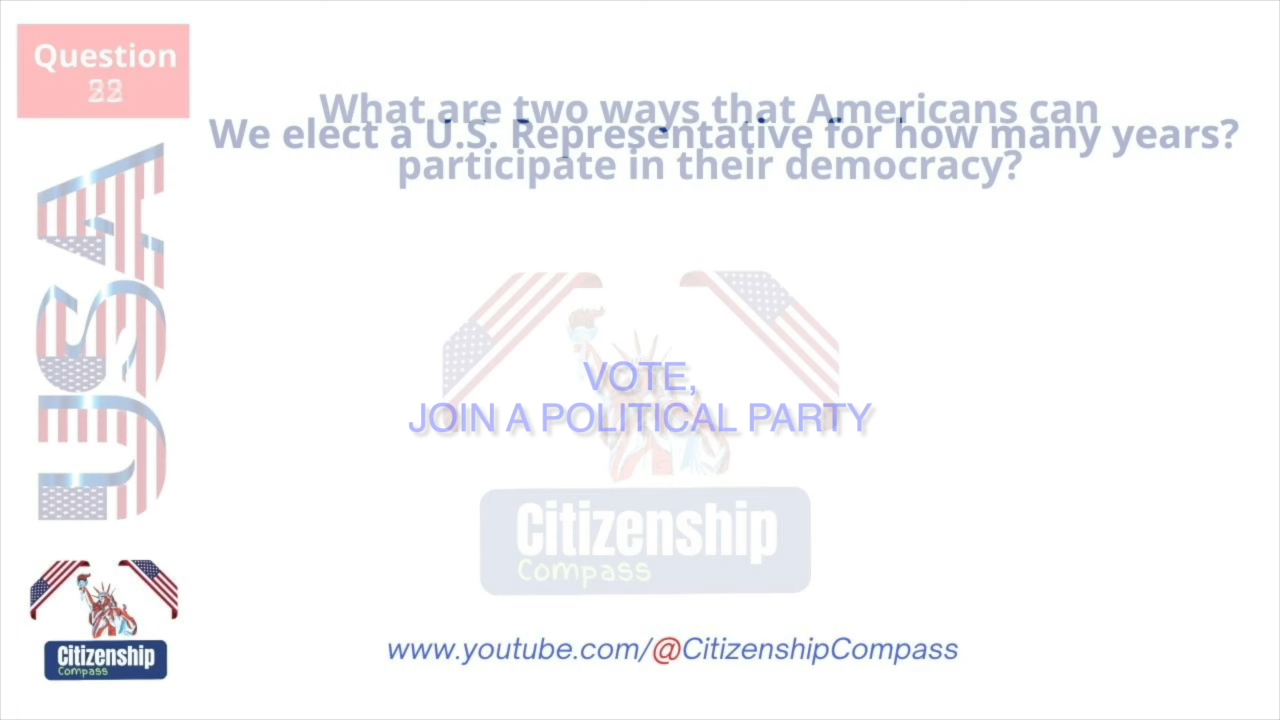 Question
What are two ways that Americans can
We elect a U.S. Representative for how many years?
participate in their democracy?
USA
VOTE,
JOIN A POLITICAL PARTY
Citizenship
Compass
Citizenship
Compass
www.youtube.com/@CitizenshipCompass